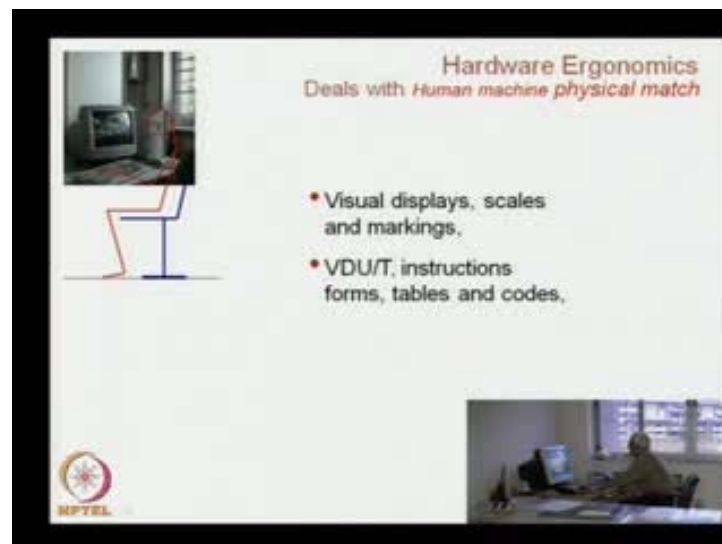 Hardware Ergonomics
Deals with Human machine physical match
• Visual displays, scales
and markings,
• VDU/T, instructions
forms, tables and codes,
NPTEL